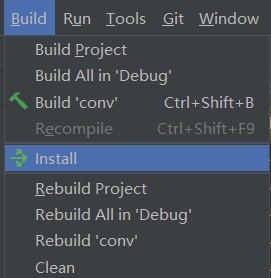 Build Run Tools Git Window
Build Project
Build All in 'Debug'
Build 'conv' Ctrl+Shift+B
Recompile Ctrl+Shift+F9
Install
Rebuild Project
Rebuild All in 'Debug'
Rebuild 'conv'
Clean